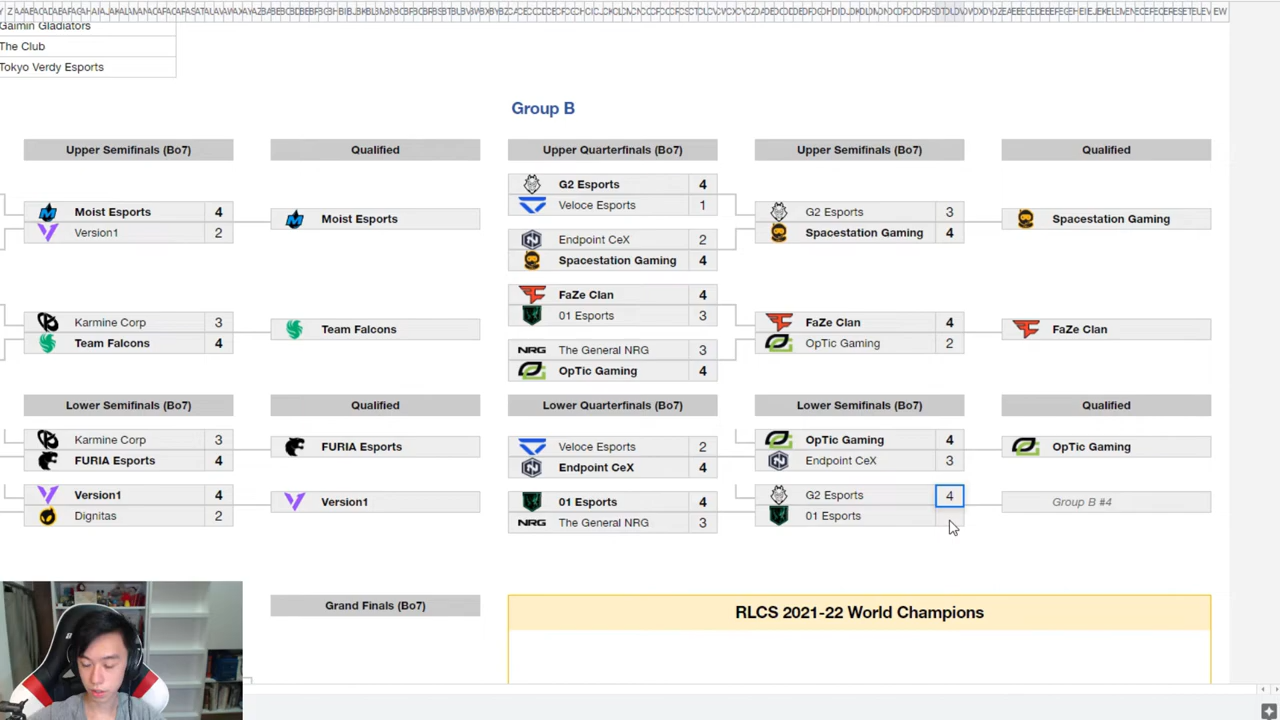 Gaimin Gladiators
The Club
Tokyo Verdy Esports
Group B
Upper Semifinals (Bo7)
Qualified
Upper Quarterfinals (Bo7)
Upper Semifinals (Bo7)
Qualified
G2 Esports 4
Veloce Esports 1
Moist Esports 4
Version1 2
Moist Esports
G2 Esports 3
Spacestation Gaming 4
Spacestation Gaming
Endpoint CeX 2
Spacestation Gaming 4
FaZe Clan 4
01 Esports 3
Karmine Corp 3
Team Falcons 4
Team Falcons
FaZe Clan 4
OpTic Gaming 2
FaZe Clan
NRG The General NRG 3
OpTic Gaming 4
Lower Semifinals (Bo7)
Qualified
Lower Quarterfinals (Bo7)
Lower Semifinals (Bo7)
Qualified
Karmine Corp 3
FURIA Esports 4
FURIA Esports
Veloce Esports 2
Endpoint CeX 4
OpTic Gaming 4
Endpoint CeX 3
OpTic Gaming
Version1 4
Dignitas 2
Version1
01 Esports 4
NRG The General NRG 3
G2 Esports 4
01 Esports
Group B #4
Grand Finals (Bo7)
RLCS 2021-22 World Champions